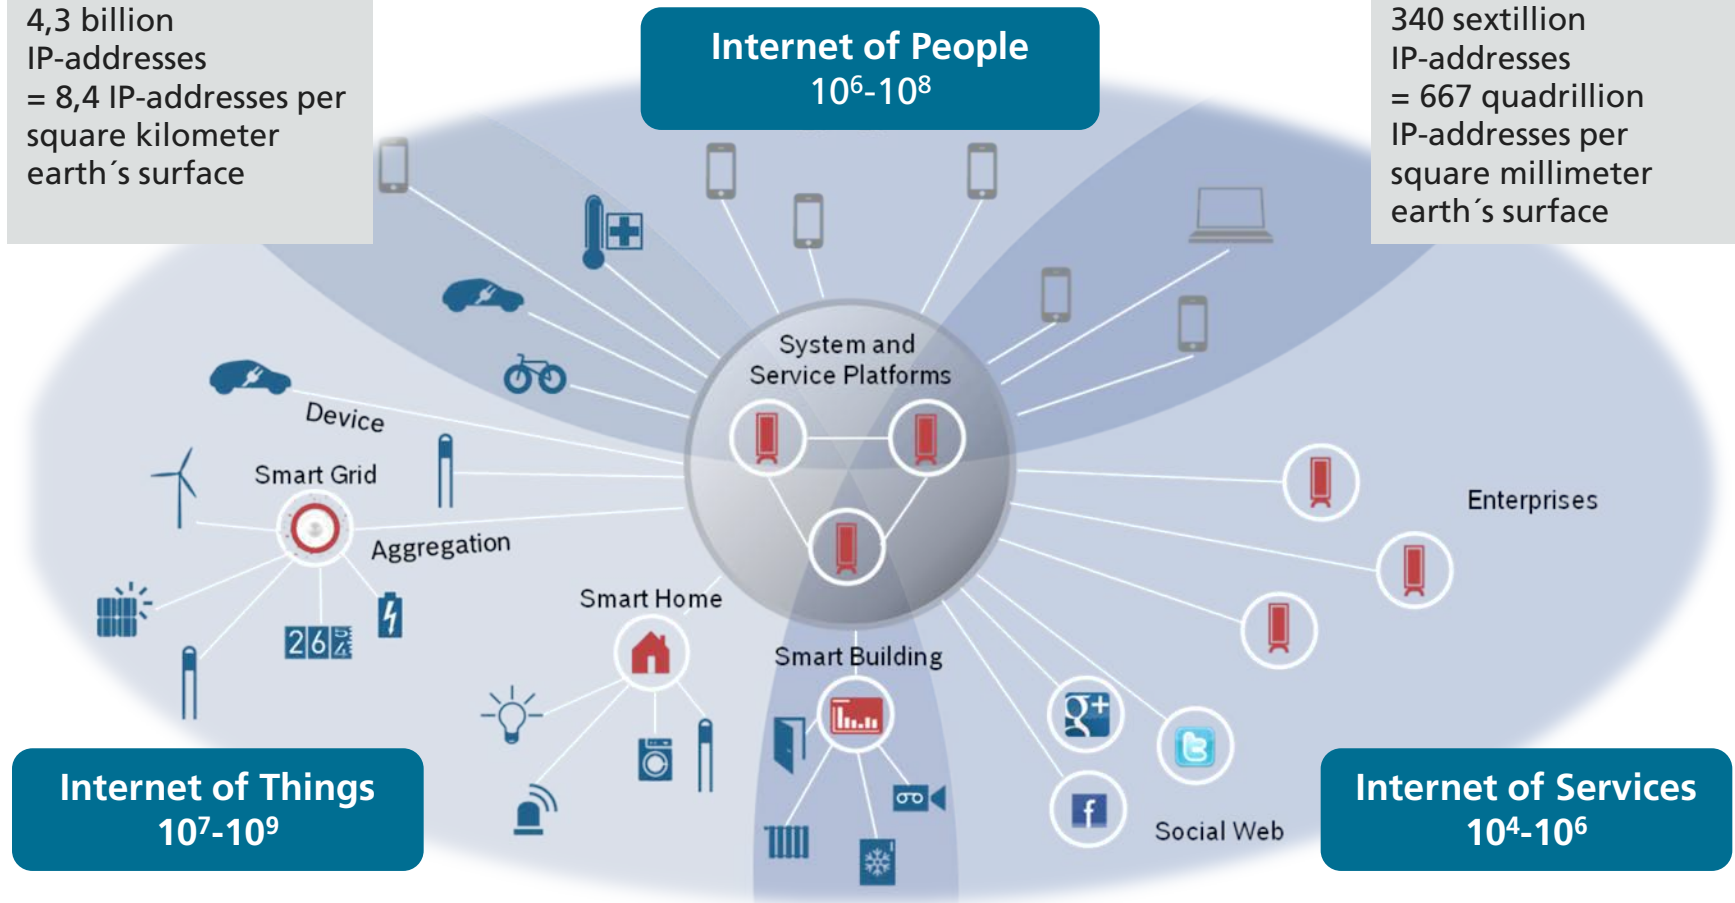 4,3 billion
IP-addresses
= 8,4 IP-addresses per
square kilometer
earth´s surface
Internet of People
10⁶-10⁸
340 sextillion
IP-addresses
= 667 quadrillion
IP-addresses per
square millimeter
earth´s surface
System and
Service Platforms
Device
Smart Grid
Aggregation
Enterprises
Smart Home
Smart Building
265
4
g+
t
f
Social Web
Internet of Things
10⁷-10⁹
Internet of Services
10⁴-10⁶